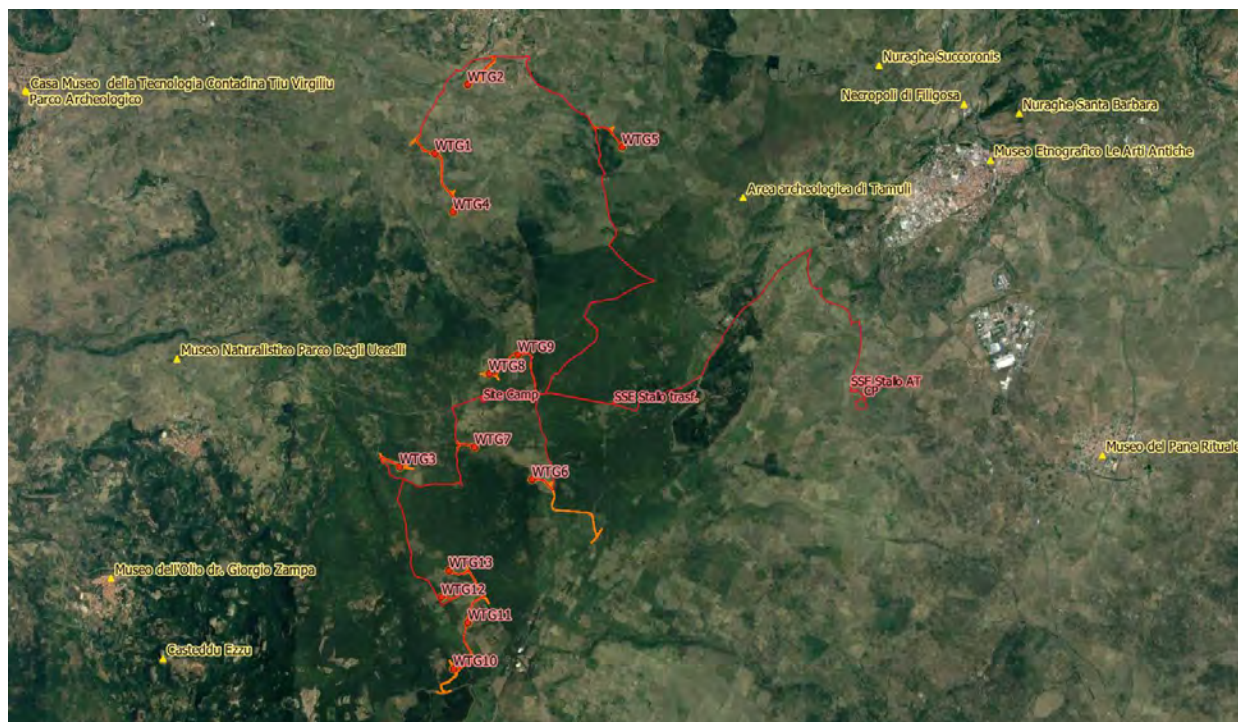 Nuraghe Succoronis
WTG2
Casa Museo della Tecnologia Contadina Tiu Virgiliu
Parco Archeologico
Necropoli di Filigosa
Nuraghe Santa Barbara
WTG1
WTG5
Museo Etnografico Le Arti Antiche
Area archeologica di Tamuli
WTG4
WTG9
Museo Naturalistico Parco Degli Uccelli
WTG8
SSE Stallo AT
CP
Site Camp
SSE Stallo trasf.
WTG7
Museo del Pane Rituale
WTG3
WTG6
WTG13
Museo dell'Olio dr. Giorgio Zampa
WTG12
WTG11
Casteddu Ezzu
WTG10